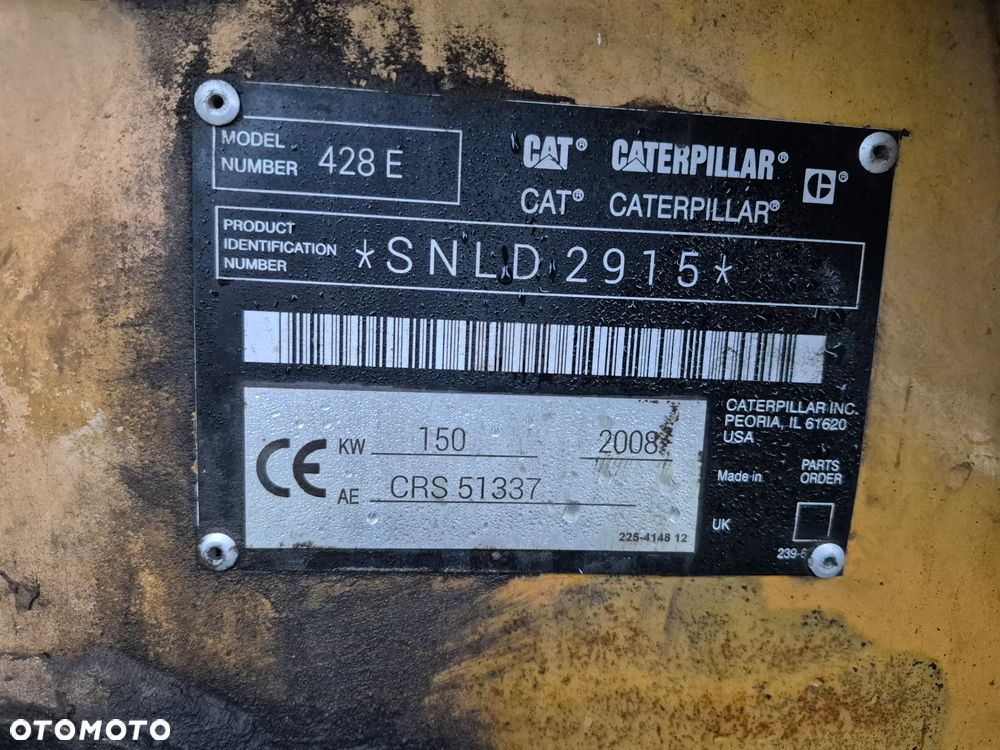 MODEL
NUMBER 428 E
CAT® CATERPILLAR® C®
CAT® CATERPILLAR®
PRODUCT
IDENTIFICATION
NUMBER *SNLD 2915*
CATERPILLAR INC.
PEORIA, IL 61620
USA
KW 150 2008
AE CRS 51337
225-4148 12
Made in
PARTS
ORDER
UK
OTOMOTO